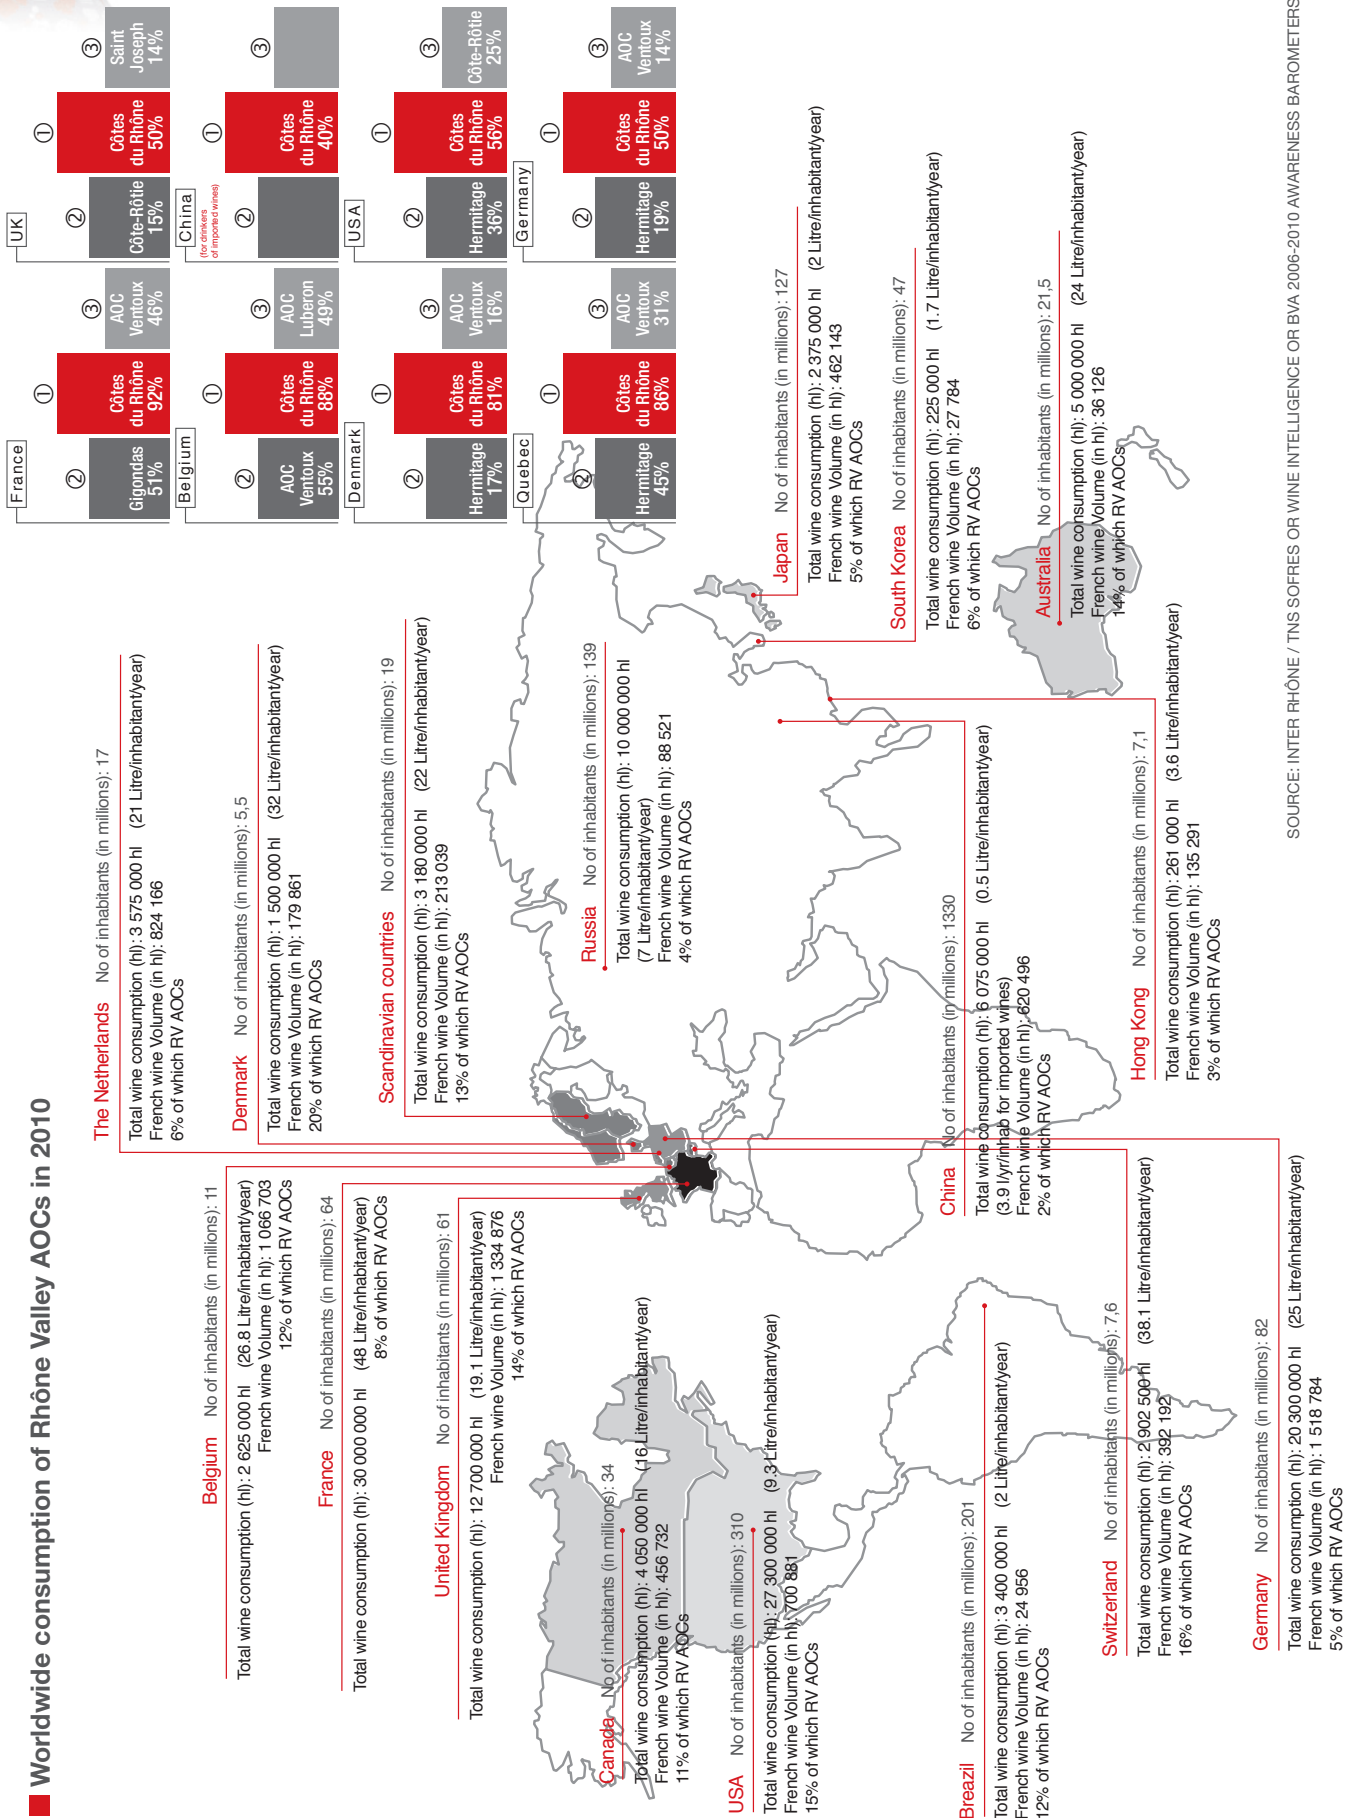 Worldwide consumption of Rhône Valley AOCs in 2010
Belgium No of inhabitants (in millions): 11
Total wine consumption (hl): 2 625 000 hl (26.8 Litre/inhabitant/year)
French wine Volume (in hl): 1 066 703
12% of which RV AOCs
France No of inhabitants (in millions): 64
Total wine consumption (hl): 30 000 000 hl (48 Litre/inhabitant/year)
8% of which RV AOCs
United Kingdom No of inhabitants (in millions): 61
Total wine consumption (hl): 12 700 000 hl (19.1 Litre/inhabitant/year)
French wine Volume (in hl): 1 334 876
14% of which RV AOCs
Canada No of inhabitants (in millions): 34
Total wine consumption (hl): 4 050 000 hl (16 Litre/inhabitant/year)
French wine Volume (in hl): 456 732
11% of which RV AOCs
USA No of inhabitants (in millions): 310
Total wine consumption (hl): 27 300 000 hl (9.3 Litre/inhabitant/year)
French wine Volume (in hl): 700 881
15% of which RV AOCs
Breazil No of inhabitants (in millions): 201
Total wine consumption (hl): 3 400 000 hl (2 Litre/inhabitant/year)
French wine Volume (in hl): 24 956
12% of which RV AOCs
Switzerland No of inhabitants (in millions): 7,6
Total wine consumption (hl): 2 902 500 hl (38.1 Litre/inhabitant/year)
French wine Volume (in hl): 392 192
16% of which RV AOCs
Germany No of inhabitants (in millions): 82
Total wine consumption (hl): 20 300 000 hl (25 Litre/inhabitant/year)
French wine Volume (in hl): 1 518 784
5% of which RV AOCs
The Netherlands No of inhabitants (in millions): 17
Total wine consumption (hl): 3 575 000 hl (21 Litre/inhabitant/year)
French wine Volume (in hl): 824 166
6% of which RV AOCs
Denmark No of inhabitants (in millions): 5,5
Total wine consumption (hl): 1 500 000 hl (32 Litre/inhabitant/year)
French wine Volume (in hl): 179 861
20% of which RV AOCs
Scandinavian countries No of inhabitants (in millions): 19
Total wine consumption (hl): 3 180 000 hl (22 Litre/inhabitant/year)
French wine Volume (in hl): 213 039
13% of which RV AOCs
Russia No of inhabitants (in millions): 139
Total wine consumption (hl): 10 000 000 hl
(7 Litre/inhabitant/year)
French wine Volume (in hl): 88 521
4% of which RV AOCs
China No of inhabitants (in millions): 1330
Total wine consumption (hl): 6 075 000 hl (0.5 Litre/inhabitant/year)
(3.9 l/yr/inhab for imported wines)
French wine Volume (in hl): 620 496
2% of which RV AOCs
Hong Kong No of inhabitants (in millions): 7,1
Total wine consumption (hl): 261 000 hl (3.6 Litre/inhabitant/year)
French wine Volume (in hl): 135 291
3% of which RV AOCs
Japan No of inhabitants (in millions): 127
Total wine consumption (hl): 2 375 000 hl (2 Litre/inhabitant/year)
French wine Volume (in hl): 462 143
5% of which RV AOCs
South Korea No of inhabitants (in millions): 47
Total wine consumption (hl): 225 000 hl (1.7 Litre/inhabitant/year)
French wine Volume (in hl): 27 784
6% of which RV AOCs
Australia No of inhabitants (in millions): 21,5
Total wine consumption (hl): 5 000 000 hl (24 Litre/inhabitant/year)
French wine Volume (in hl): 36 126
14% of which RV AOCs
France
② ① ③
Gigondas
51%
Côtes
du Rhône
92%
AOC
Ventoux
46%
UK
② ① ③
Côte-Rôtie
15%
Côtes
du Rhône
50%
Saint
Joseph
14%
Belgium
② ① ③
AOC
Ventoux
55%
Côtes
du Rhône
88%
AOC
Luberon
49%
China
(for drinkers
of imported wines)
② ① ③
Côtes
du Rhône
40%
Denmark
② ① ③
Hermitage
17%
Côtes
du Rhône
81%
AOC
Ventoux
16%
USA
② ① ③
Hermitage
36%
Côtes
du Rhône
56%
Côte-Rôtie
25%
Quebec
② ① ③
Hermitage
45%
Côtes
du Rhône
86%
AOC
Ventoux
31%
Germany
② ① ③
Hermitage
19%
Côtes
du Rhône
50%
AOC
Ventoux
14%
SOURCE: INTER RHÔNE / TNS SOFRES OR WINE INTELLIGENCE OR BVA 2006-2010 AWARENESS BAROMETERS